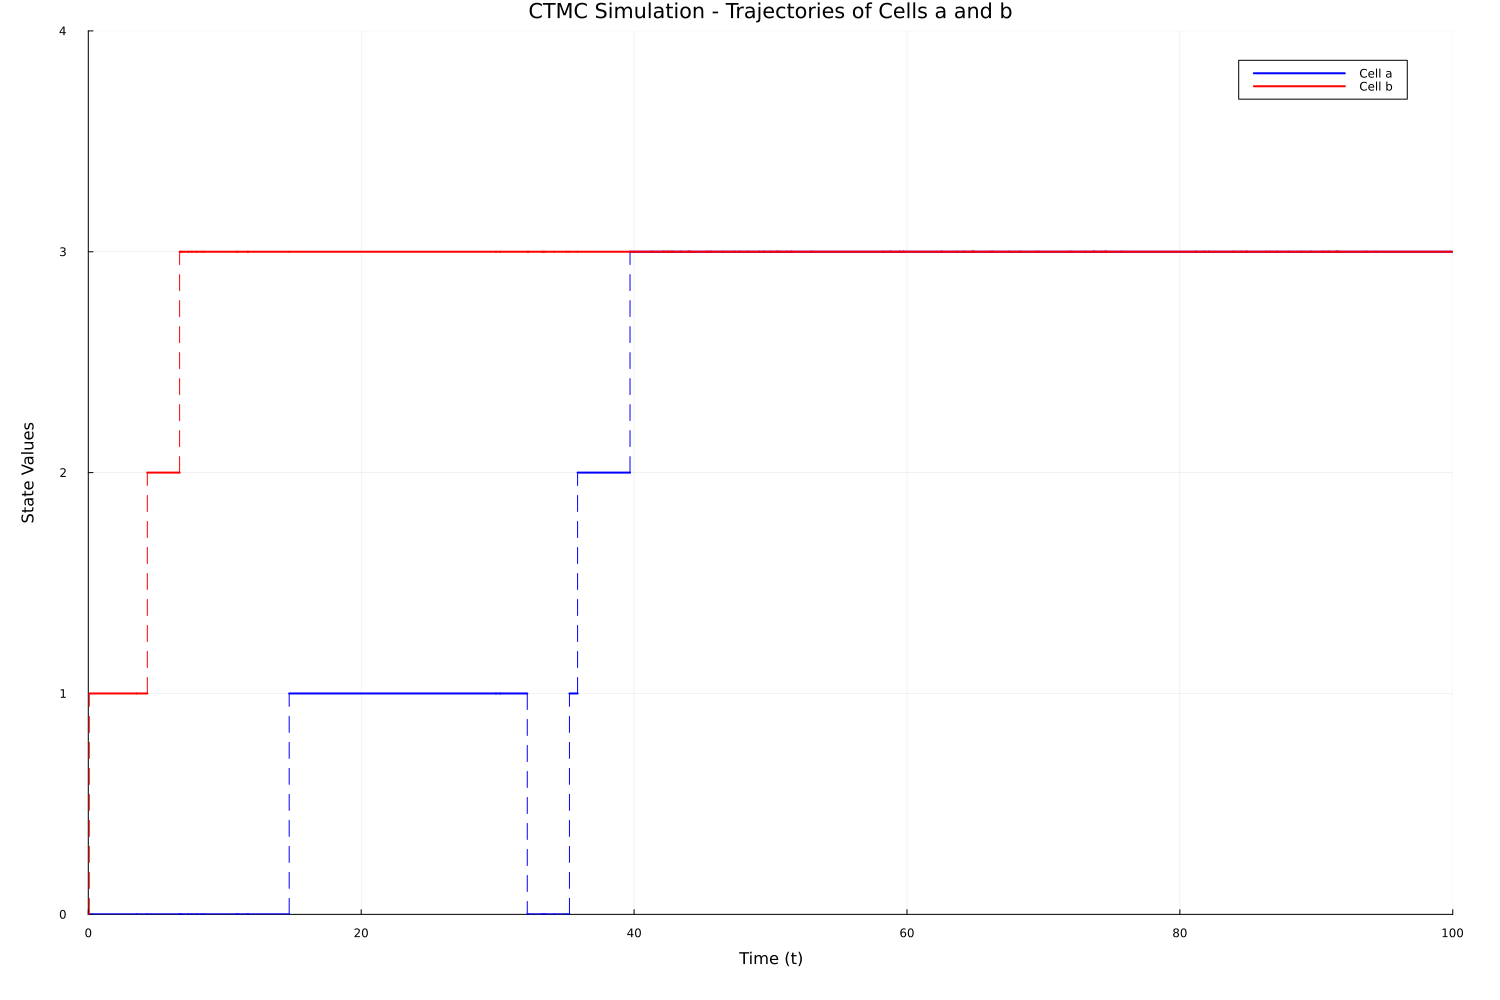 CTMC Simulation - Trajectories of Cells a and b
4
Cell a
Cell b
3
State Values
2
1
0
0 20 40 60 80 100
Time (t)